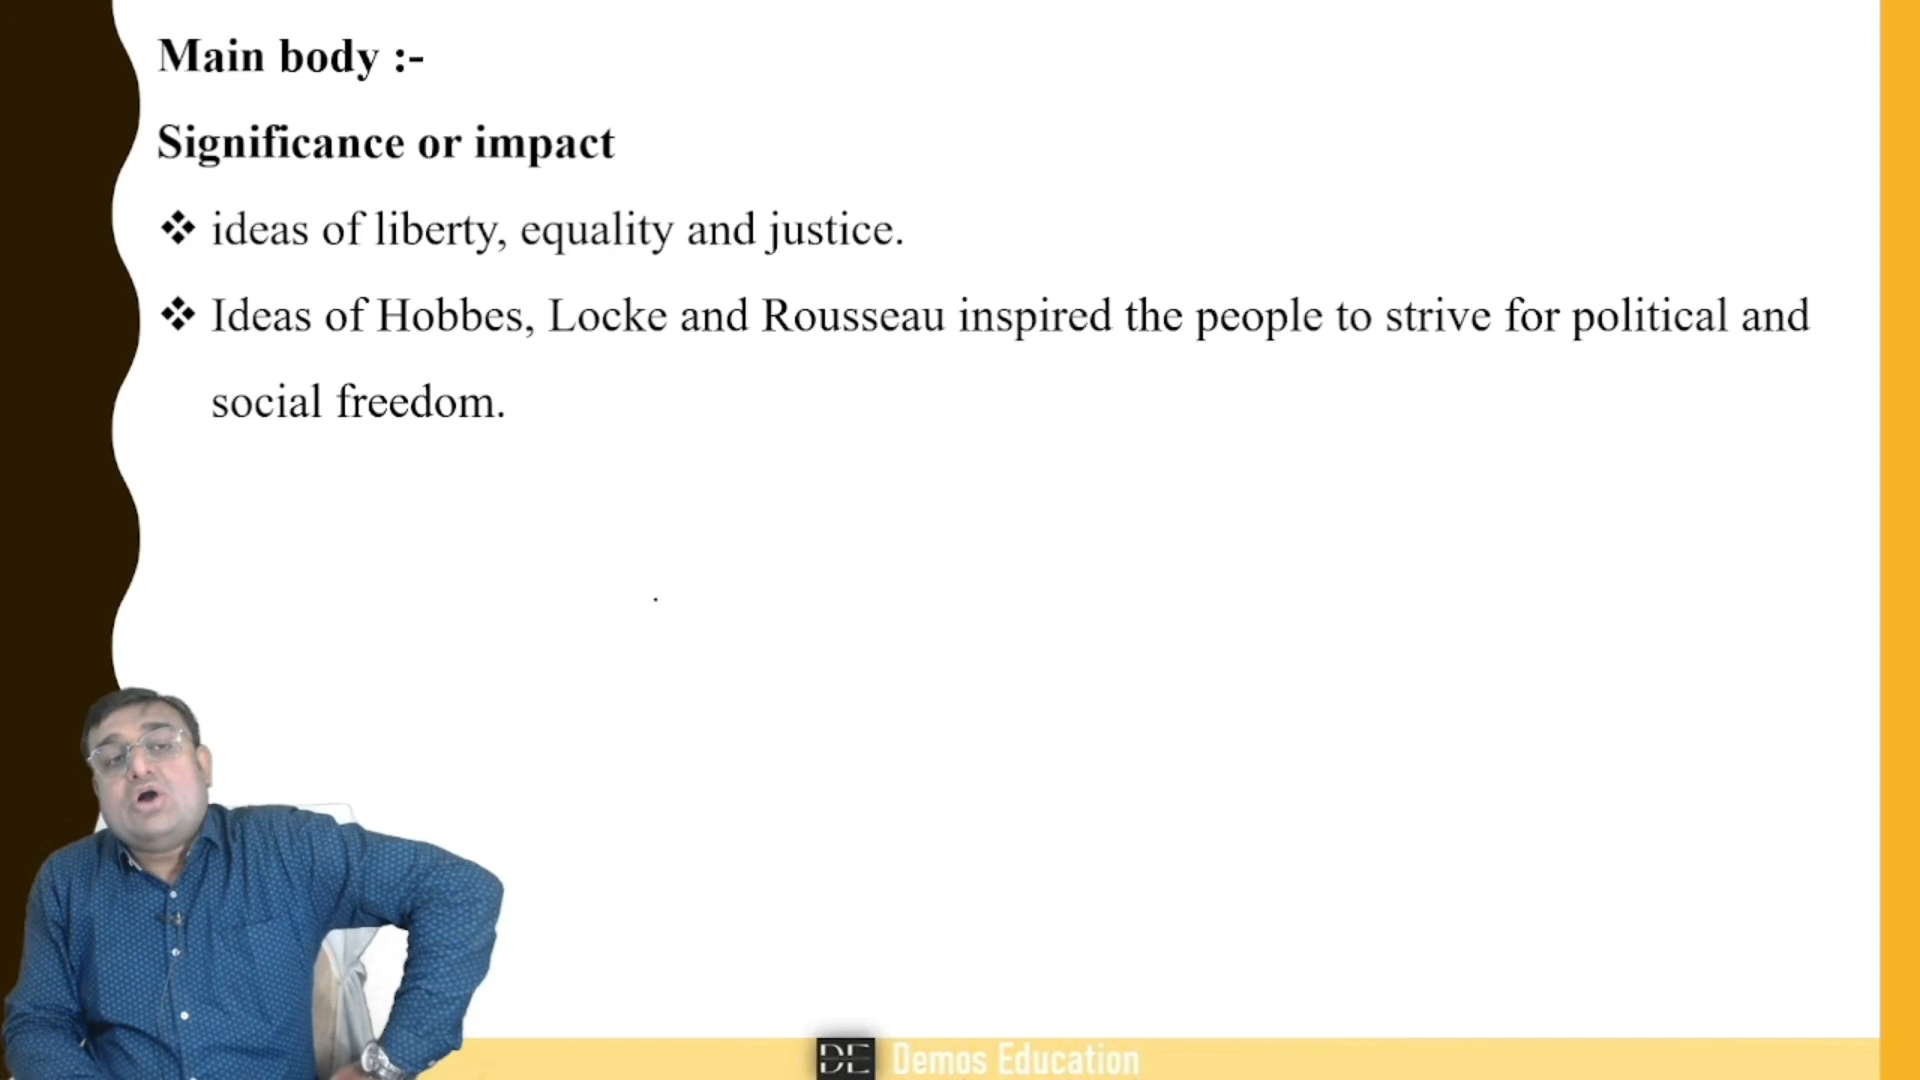 Main body :-
Significance or impact
❖ ideas of liberty, equality and justice.
❖ Ideas of Hobbes, Locke and Rousseau inspired the people to strive for political and
social freedom.
DE Demos Education